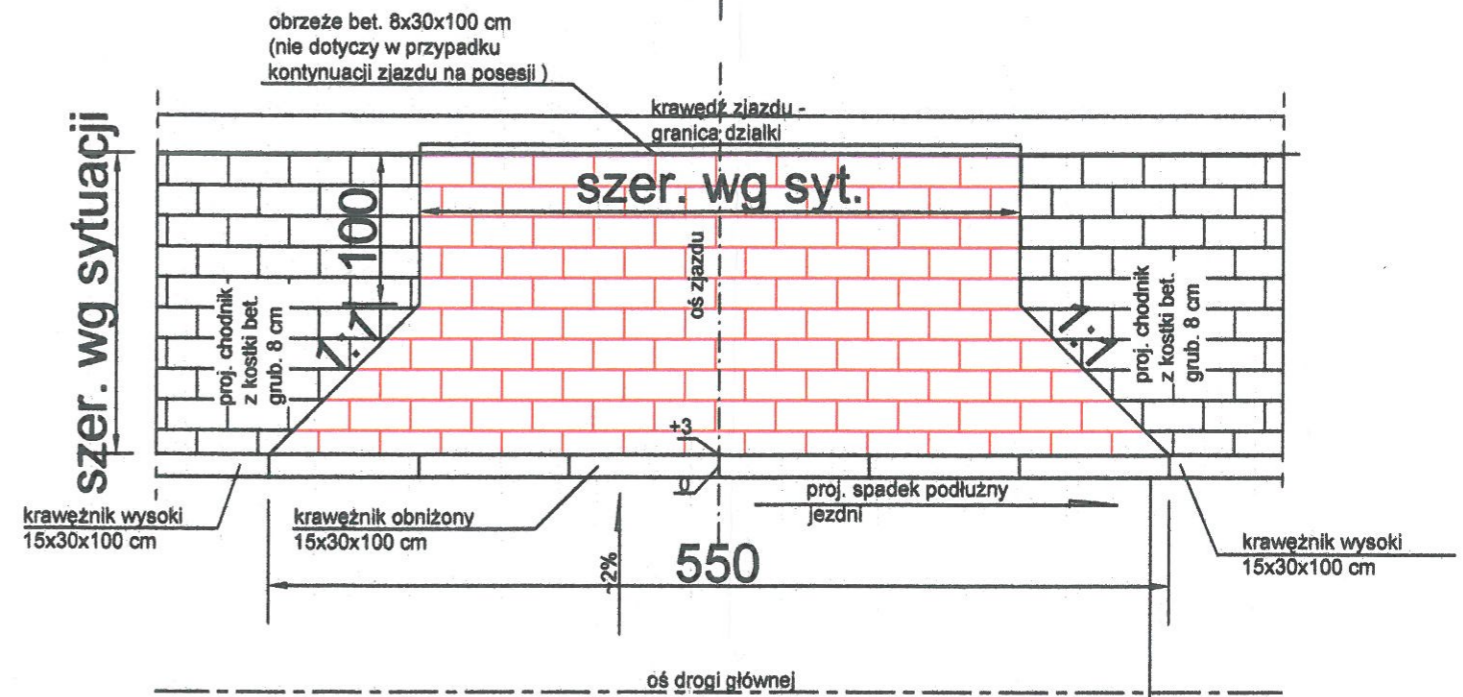 obrzeże bet. 8x30x100 cm
(nie dotyczy w przypadku
kontynuacji zjazdu na posesji )
krawędź zjazdu -
granica dzialki
szer. wg sytuacji
100
szer. wg syt.
oś zjazdu
proj. chodnik
z kostki bet.
grub. 8 cm
1:1
1:1
proj. chodnik
z kostki bet.
grub. 8 cm
+3
0
krawężnik wysoki
15x30x100 cm
krawężnik obniżony
15x30x100 cm
proj. spadek podłużny
jezdni
krawężnik wysoki
15x30x100 cm
~2%
550
oś drogi głównej